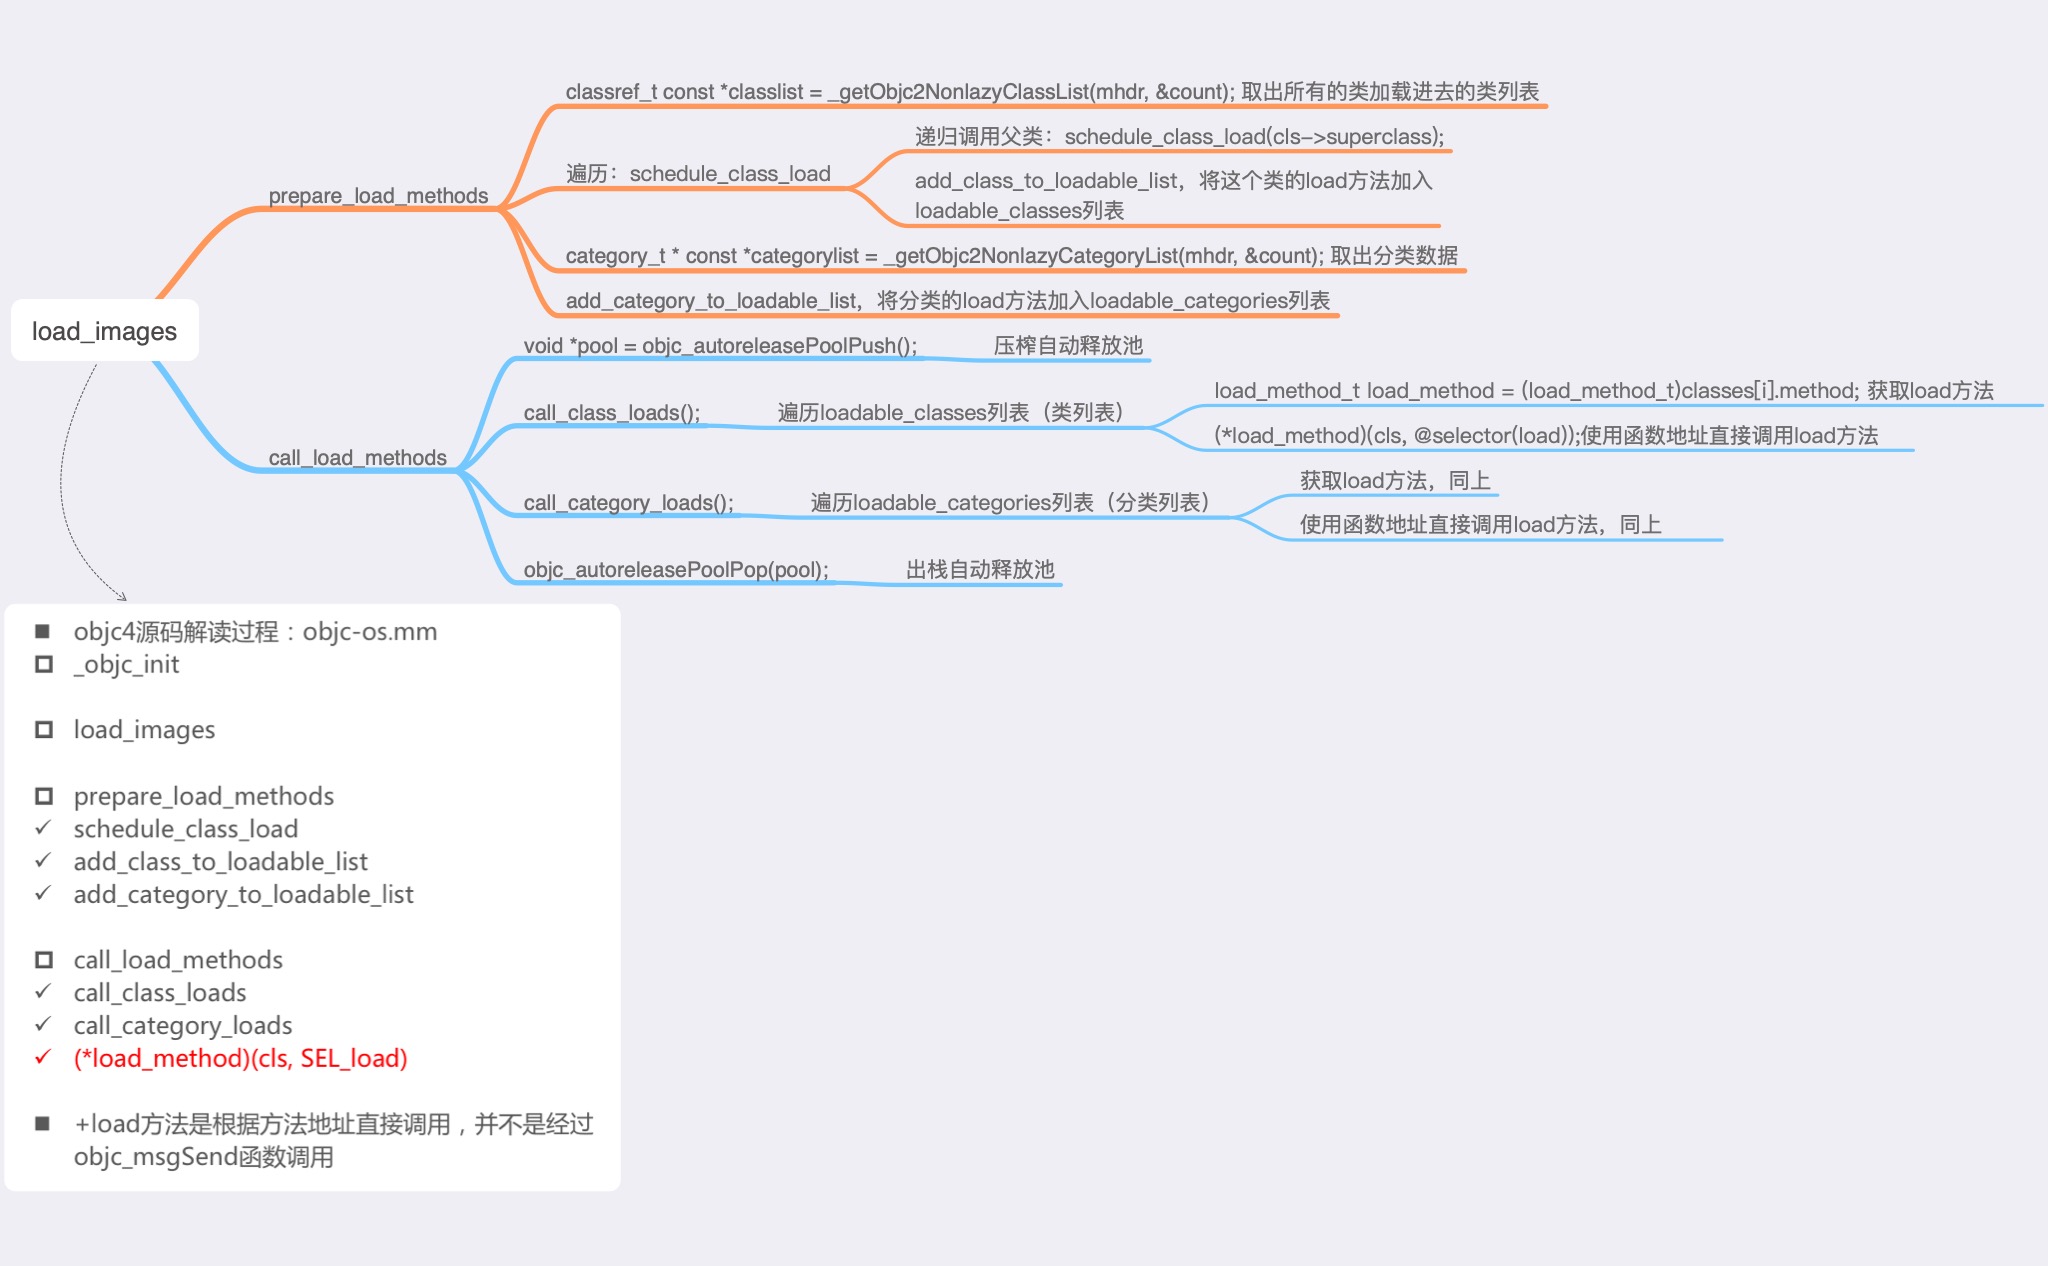 load_images
prepare_load_methods
classref_t const *classlist = _getObjc2NonlazyClassList(mhdr, &count); 取出所有的类加载进去的类列表
遍历：schedule_class_load
递归调用父类：schedule_class_load(cls->superclass);
add_class_to_loadable_list，将这个类的load方法加入
loadable_classes列表
category_t * const *categorylist = _getObjc2NonlazyCategoryList(mhdr, &count); 取出分类数据
add_category_to_loadable_list，将分类的load方法加入loadable_categories列表
call_load_methods
void *pool = objc_autoreleasePoolPush();
压榨自动释放池
call_class_loads();
遍历loadable_classes列表（类列表）
load_method_t load_method = (load_method_t)classes[i].method; 获取load方法
(*load_method)(cls, @selector(load));使用函数地址直接调用load方法
call_category_loads();
遍历loadable_categories列表（分类列表）
获取load方法，同上
使用函数地址直接调用load方法，同上
objc_autoreleasePoolPop(pool);
出栈自动释放池
objc4源码解读过程：objc-os.mm
_objc_init
load_images
prepare_load_methods
schedule_class_load
add_class_to_loadable_list
add_category_to_loadable_list
call_load_methods
call_class_loads
call_category_loads
(*load_method)(cls, SEL_load)
+load方法是根据方法地址直接调用，并不是经过
objc_msgSend函数调用